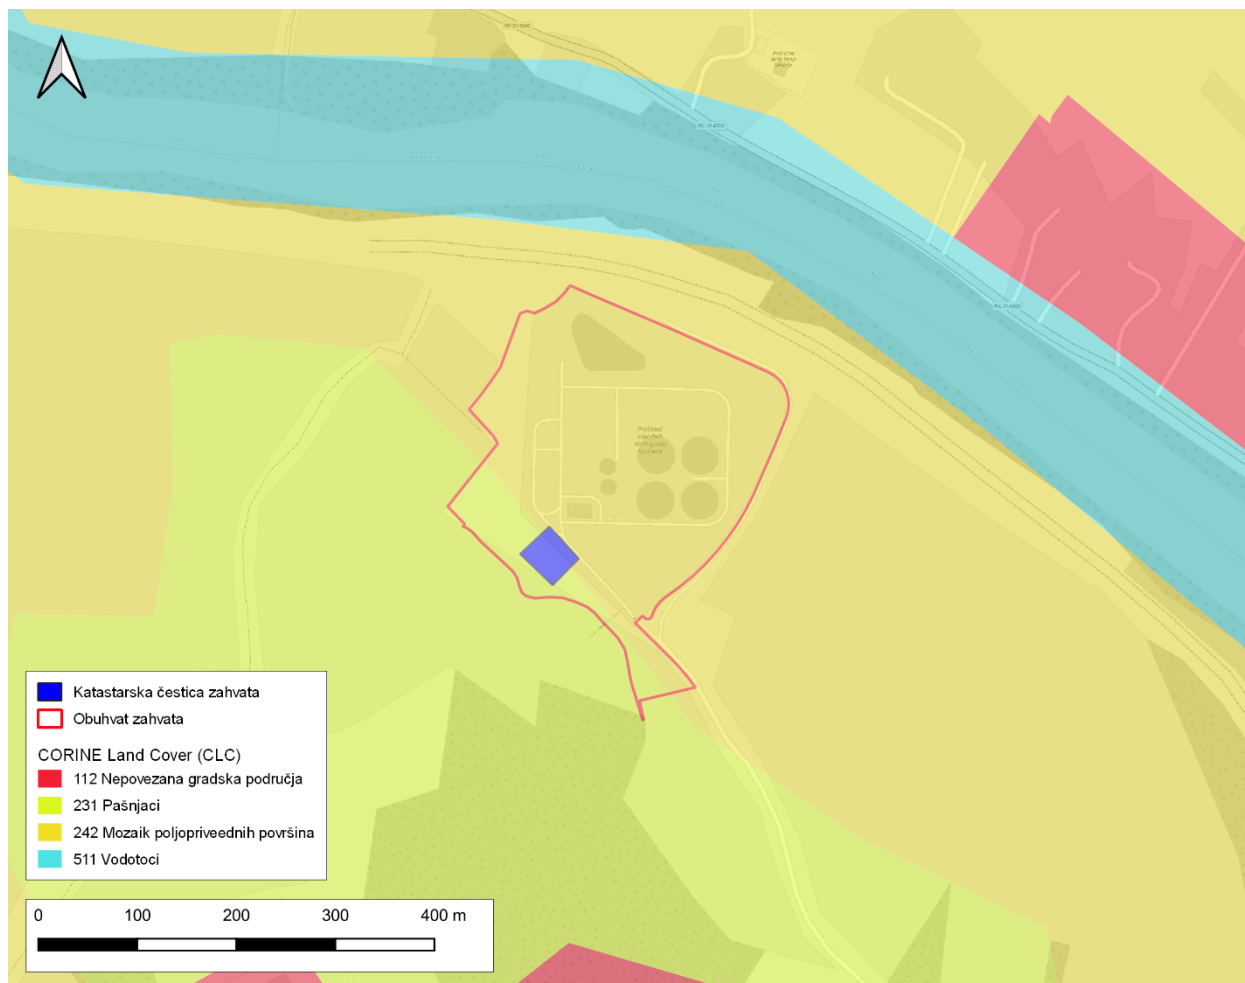 Katastarska čestica zahvata
Obuhvat zahvata
CORINE Land Cover (CLC)
112 Nepovezana gradska područja
231 Pašnjaci
242 Mozaik poljopriveednih površina
511 Vodotoci
0 100 200 300 400 m